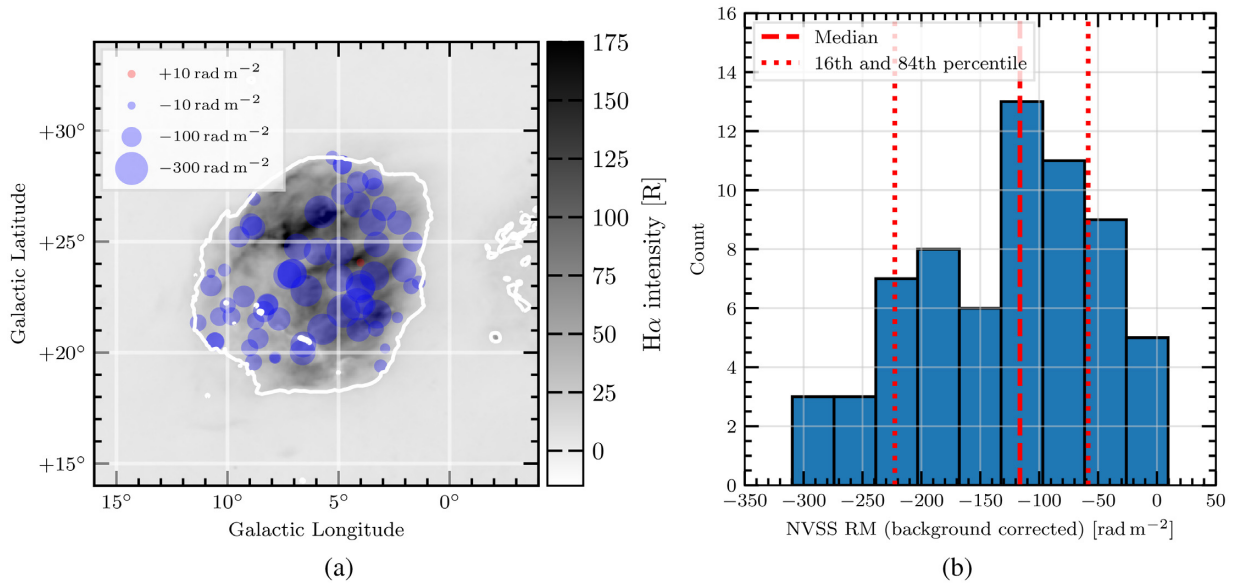 +10 rad m⁻²
−10 rad m⁻²
−100 rad m⁻²
−300 rad m⁻²
+30°
+25°
+20°
+15°
Galactic Latitude
15° 10° 5° 0°
Galactic Longitude
175
150
125
100
75
50
25
0
Hα intensity [R]
(a)
Median
16th and 84th percentile
16
14
12
10
8
6
4
2
0
Count
−350 −300 −250 −200 −150 −100 −50 0 50
NVSS RM (background corrected) [rad m⁻²]
(b)